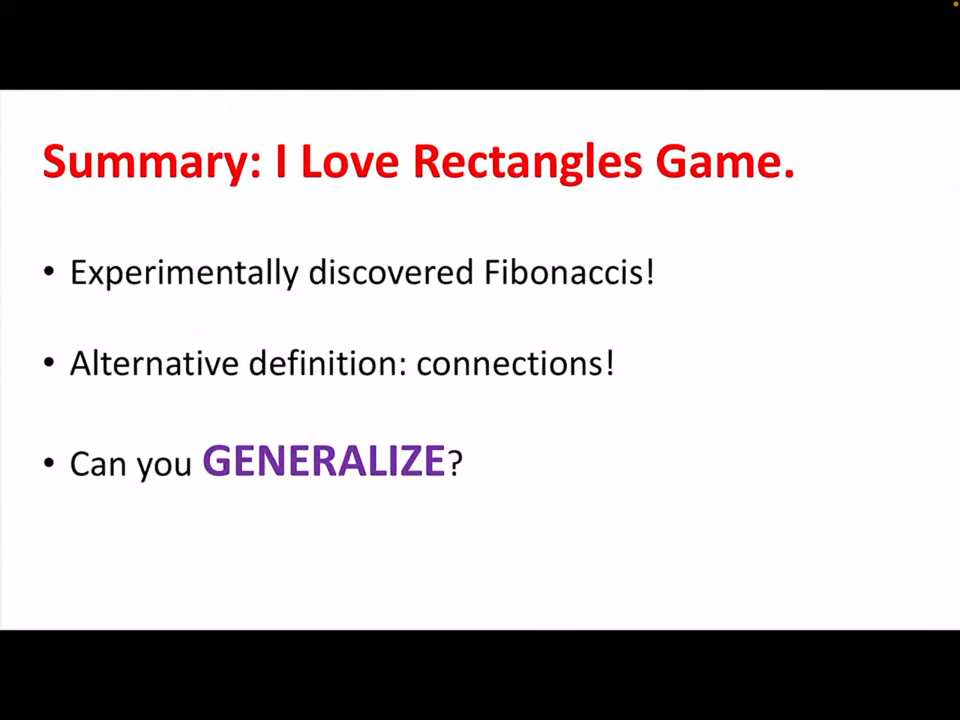 Summary: I Love Rectangles Game.
• Experimentally discovered Fibonaccis!
• Alternative definition: connections!
• Can you GENERALIZE?